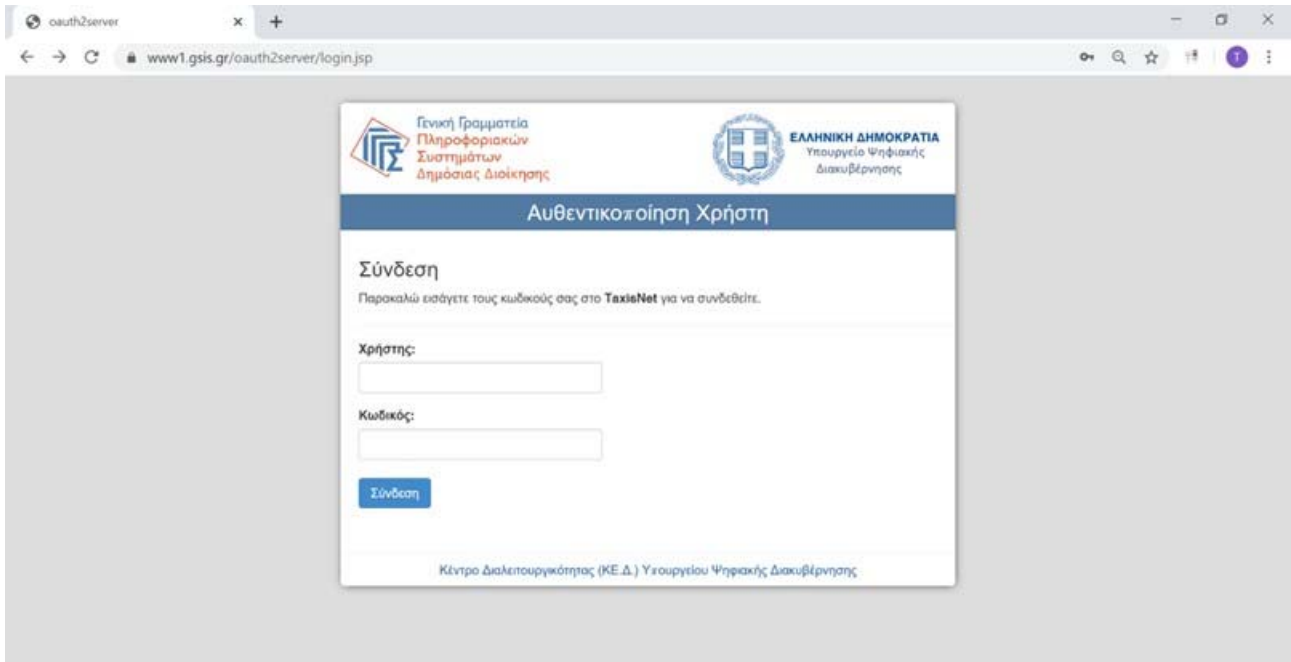 oauth2server
www1.gsis.gr/oauth2server/login.jsp
T
Γενική Γραμματεία
Πληροφοριακών
Συστημάτων
Δημόσιας Διοίκησης
ΕΛΛΗΝΙΚΗ ΔΗΜΟΚΡΑΤΙΑ
Υπουργείο Ψηφιακής
Διακυβέρνησης
Αυθεντικοποίηση Χρήστη
Σύνδεση
Παρακαλώ εισάγετε τους κωδικούς σας στο TaxisNet για να συνδεθείτε.
Χρήστης:
Κωδικός:
Σύνδεση
Κέντρο Διαλειτουργικότητας (ΚΕ.Δ.) Υπουργείου Ψηφιακής Διακυβέρνησης